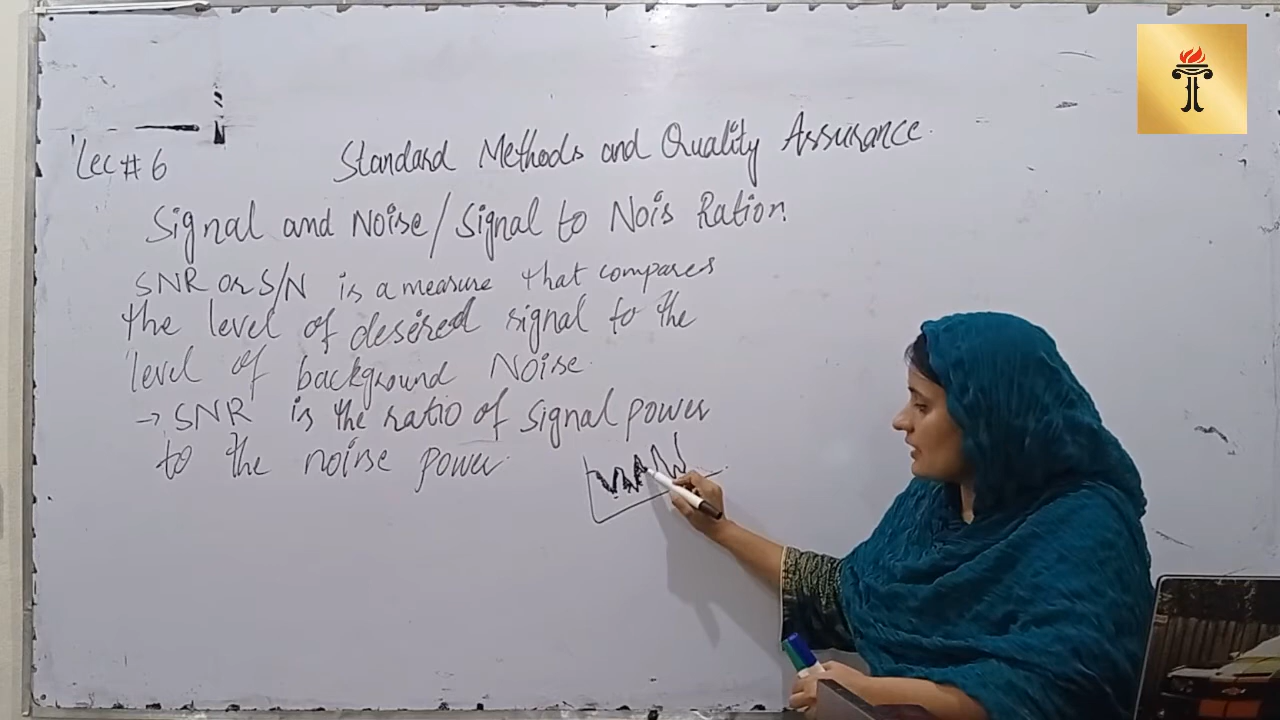 Lec # 6
Standard Methods and Quality Assurance.
Signal and Noise/Signal to Nois Ration
SNR or S/N is a measure that compares
the level of desired signal to the
level of background Noise.
→ SNR is the ratio of signal power
to the noise power.